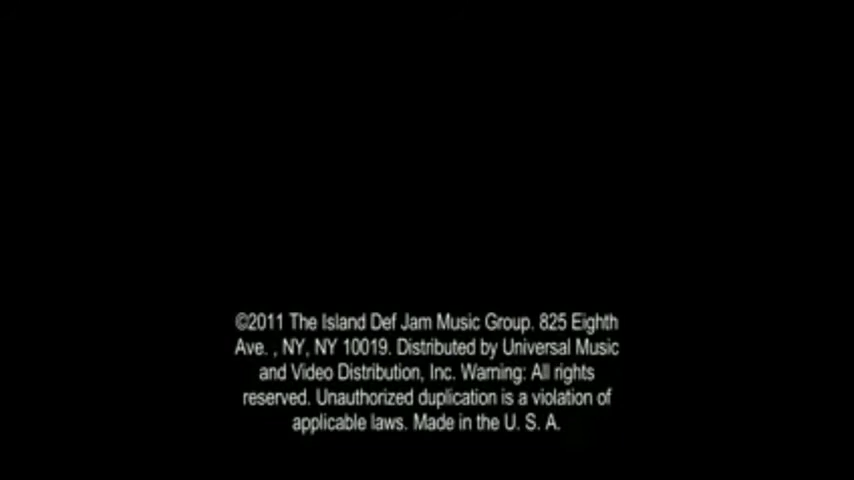 ©2011 The Island Def Jam Music Group. 825 Eighth
Ave. , NY, NY 10019. Distributed by Universal Music
and Video Distribution, Inc. Warning: All rights
reserved. Unauthorized duplication is a violation of
applicable laws. Made in the U. S. A.